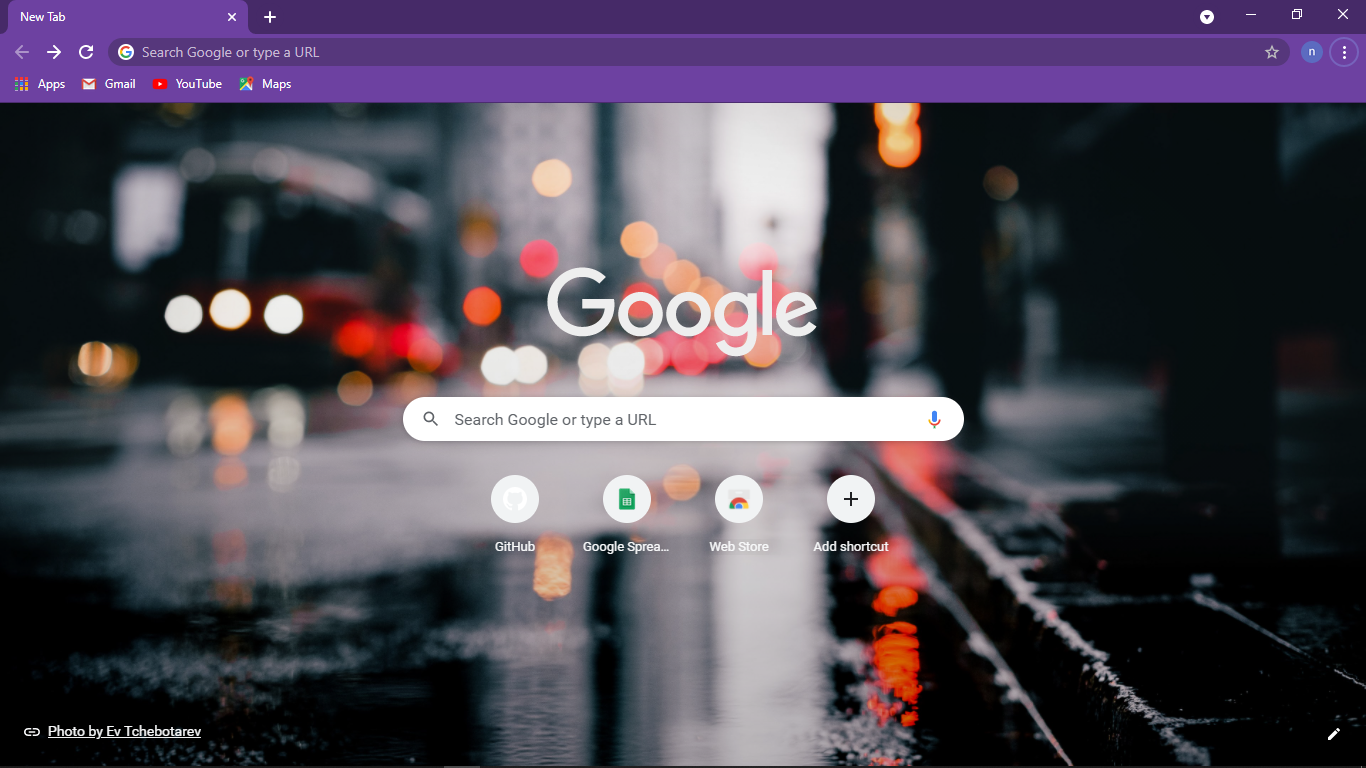 New Tab
Search Google or type a URL
n
Apps
Gmail
YouTube
Maps
Google
Search Google or type a URL
GitHub
Google Sprea...
Web Store
Add shortcut
Photo by Ev Tchebotarev